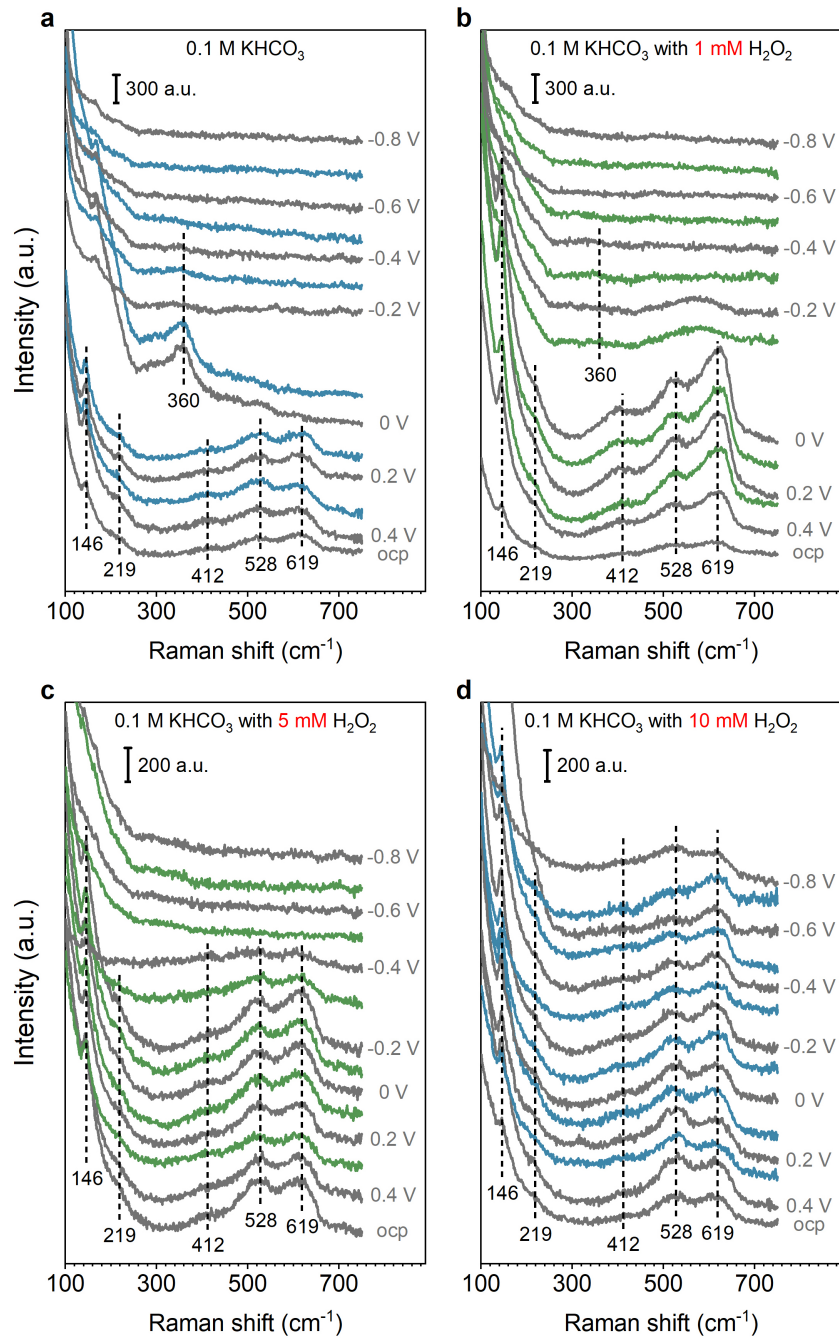 a
0.1 M KHCO₃
300 a.u.
-0.8 V
-0.6 V
-0.4 V
-0.2 V
360
0 V
0.2 V
0.4 V
ocp
146
219
412
528
619
100
300
500
700
Raman shift (cm⁻¹)
Intensity (a.u.)
b
0.1 M KHCO₃ with 1 mM H₂O₂
300 a.u.
-0.8 V
-0.6 V
-0.4 V
-0.2 V
360
0 V
0.2 V
0.4 V
ocp
146
219
412
528
619
100
300
500
700
Raman shift (cm⁻¹)
c
0.1 M KHCO₃ with 5 mM H₂O₂
200 a.u.
-0.8 V
-0.6 V
-0.4 V
-0.2 V
0 V
0.2 V
0.4 V
ocp
146
219
412
528
619
100
300
500
700
Raman shift (cm⁻¹)
Intensity (a.u.)
d
0.1 M KHCO₃ with 10 mM H₂O₂
200 a.u.
-0.8 V
-0.6 V
-0.4 V
-0.2 V
0 V
0.2 V
0.4 V
ocp
146
219
412
528
619
100
300
500
700
Raman shift (cm⁻¹)